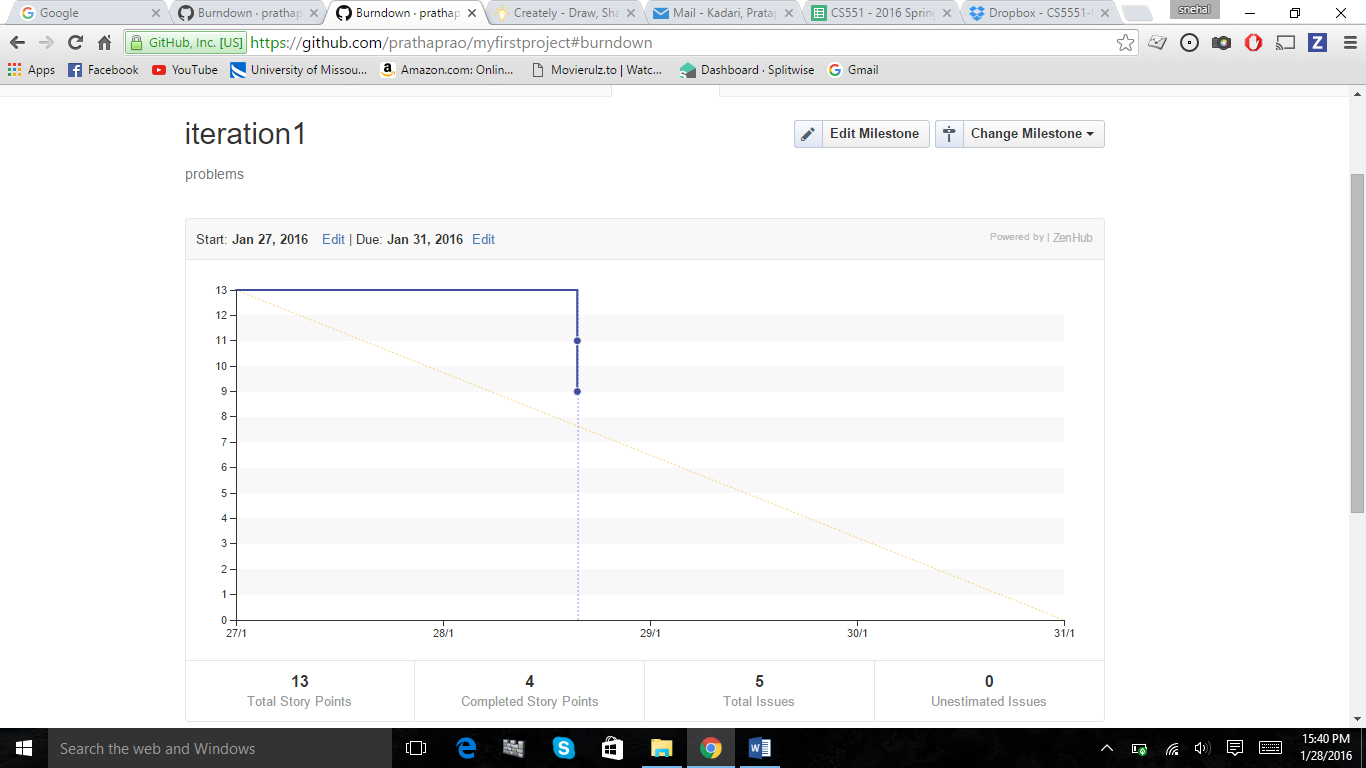 snehal
Google
Burndown · prathap
Burndown · prathap
Creately - Draw, Sha
Mail - Kadari, Pratap
CS551 - 2016 Spring
Dropbox - CS5551-
GitHub, Inc. [US] https://github.com/prathaprao/myfirstproject#burndown
Apps Facebook YouTube University of Missou... Amazon.com: Onlin... Movierulz.to | Watc... Dashboard · Splitwise Gmail
iteration1
Edit Milestone Change Milestone
problems
Start: Jan 27, 2016 Edit | Due: Jan 31, 2016 Edit
Powered by | ZenHub
13
12
11
10
9
8
7
6
5
4
3
2
1
0
27/1 28/1 29/1 30/1 31/1
13 4 5 0
Total Story Points Completed Story Points Total Issues Unestimated Issues
Search the web and Windows
15:40 PM
1/28/2016